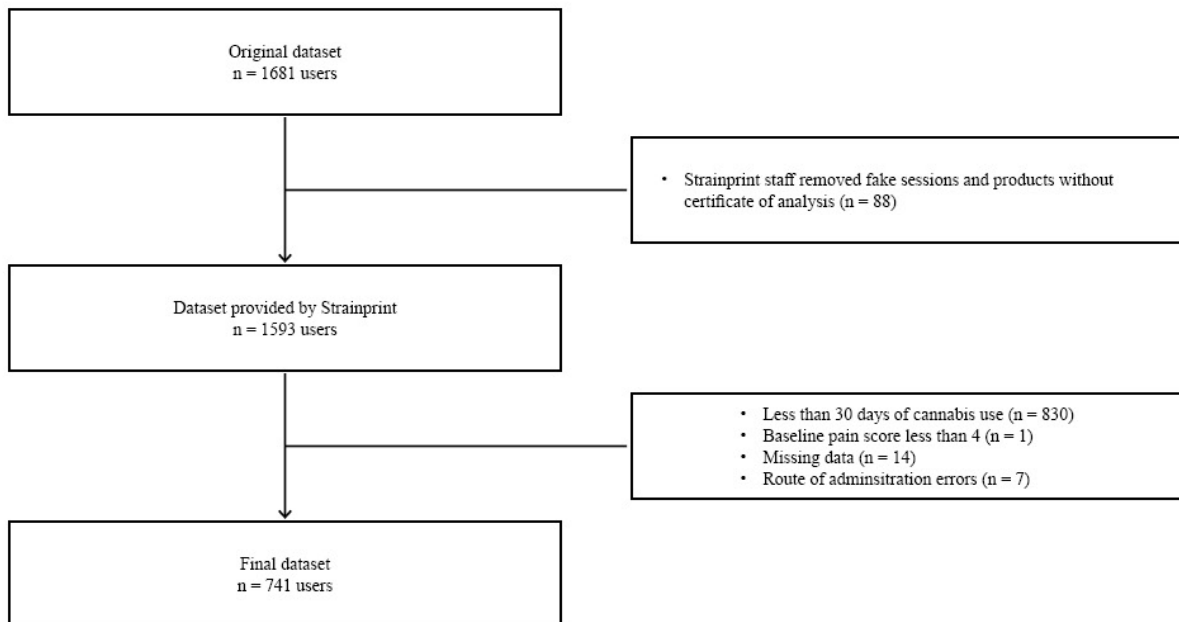 Original dataset
n = 1681 users
• Strainprint staff removed fake sessions and products without
certificate of analysis (n = 88)
Dataset provided by Strainprint
n = 1593 users
• Less than 30 days of cannabis use (n = 830)
• Baseline pain score less than 4 (n = 1)
• Missing data (n = 14)
• Route of adminsitration errors (n = 7)
Final dataset
n = 741 users